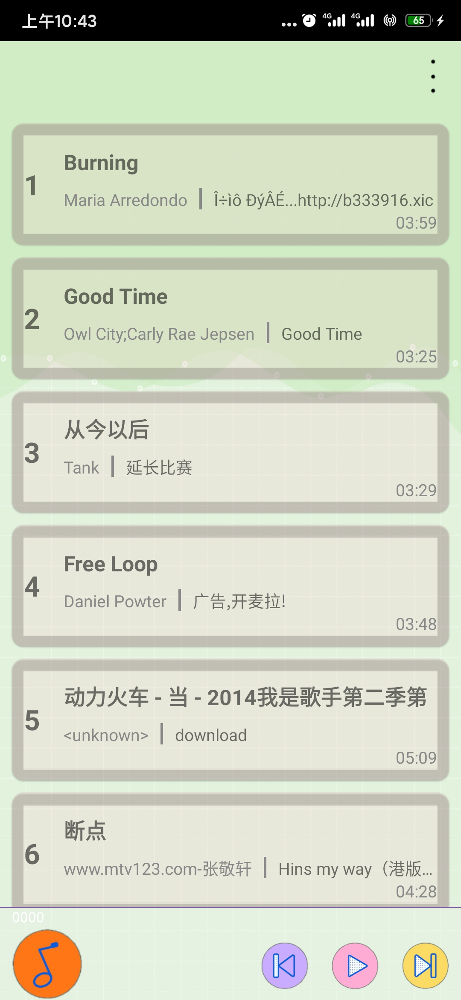 上午10:43
4G 4G 65
1
Burning
Maria Arredondo | Î÷ìô ÐýÂÉ...http://b333916.xic
03:59
2
Good Time
Owl City;Carly Rae Jepsen | Good Time
03:25
3
从今以后
Tank | 延长比赛
03:29
4
Free Loop
Daniel Powter | 广告,开麦拉!
03:48
5
动力火车 - 当 - 2014我是歌手第二季第
<unknown> | download
05:09
6
断点
www.mtv123.com-张敬轩 | Hins my way（港版...
04:28
0000